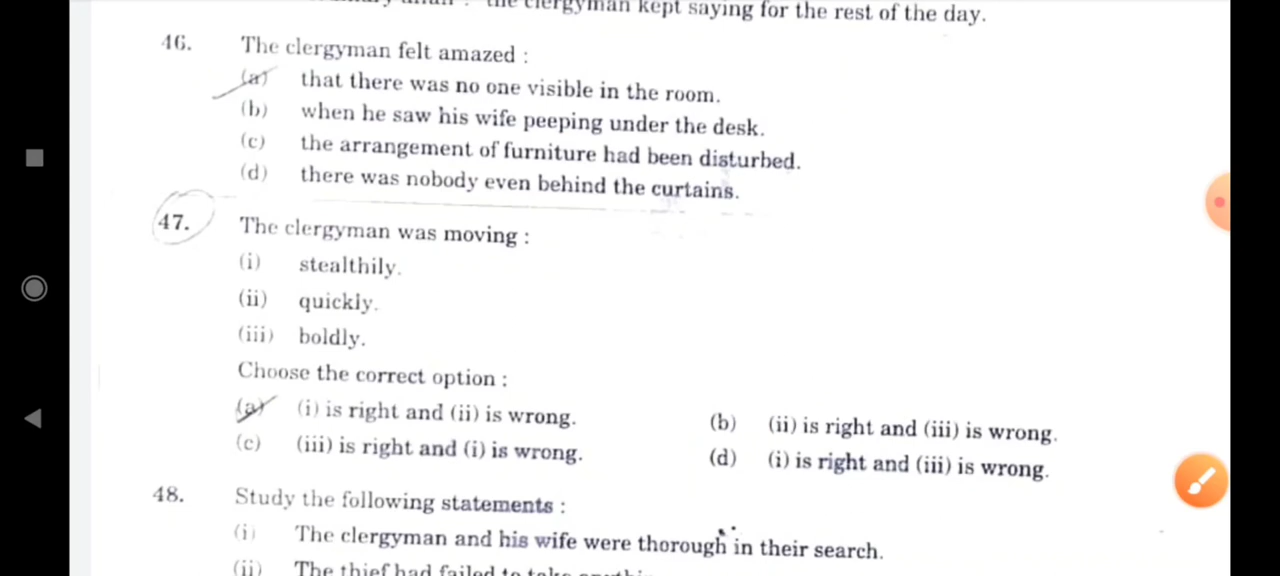 the clergyman kept saying for the rest of the day.
46. The clergyman felt amazed :
(a) that there was no one visible in the room.
(b) when he saw his wife peeping under the desk.
(c) the arrangement of furniture had been disturbed.
(d) there was nobody even behind the curtains.
47. The clergyman was moving :
(i) stealthily.
(ii) quickly.
(iii) boldly.
Choose the correct option :
(a) (i) is right and (ii) is wrong. (b) (ii) is right and (iii) is wrong.
(c) (iii) is right and (i) is wrong. (d) (i) is right and (iii) is wrong.
48. Study the following statements :
(i) The clergyman and his wife were thorough in their search.
(ii) The thief had failed to take